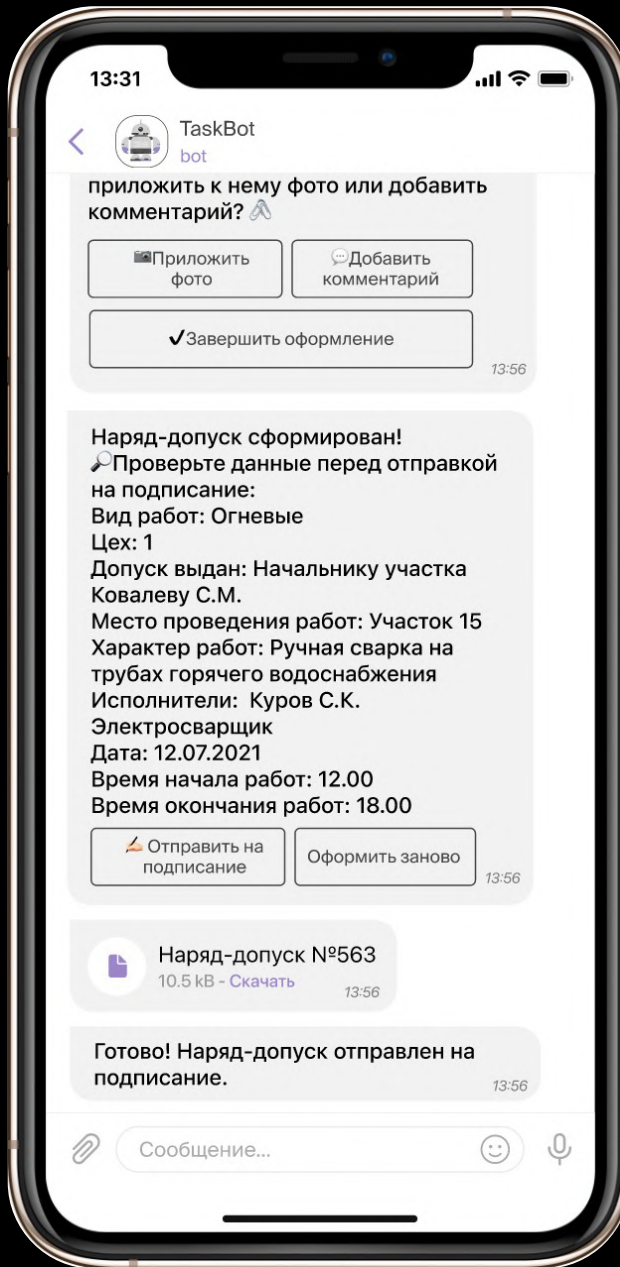 13:31
TaskBot
bot
приложить к нему фото или добавить
комментарий? 🖇
📷Приложить
фото
💬Добавить
комментарий
✔Завершить оформление
13:56
Наряд-допуск сформирован!
🔎Проверьте данные перед отправкой
на подписание:
Вид работ: Огневые
Цех: 1
Допуск выдан: Начальнику участка
Ковалеву С.М.
Место проведения работ: Участок 15
Характер работ: Ручная сварка на
трубах горячего водоснабжения
Исполнители:  Куров С.К.
Электросварщик
Дата: 12.07.2021
Время начала работ: 12.00
Время окончания работ: 18.00
✍🏻 Отправить на
подписание
Оформить заново
13:56
Наряд-допуск №563
10.5 kB - Скачать
13:56
Готово! Наряд-допуск отправлен на
подписание.
13:56
Сообщение...